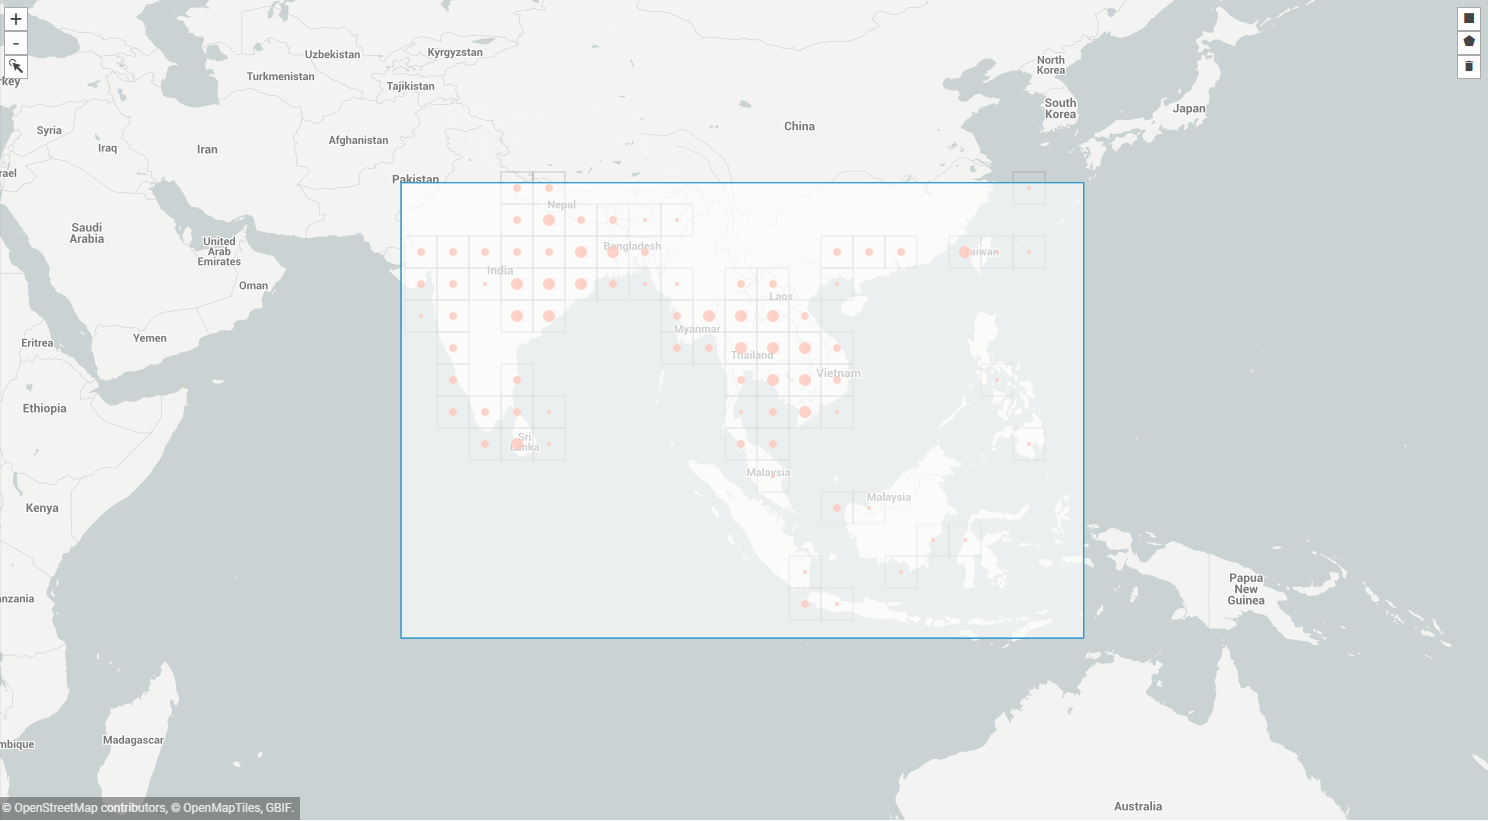 +
-
Uzbekistan
Kyrgyzstan
Turkmenistan
Tajikistan
key
Syria
Iraq
Iran
Afghanistan
China
North
Korea
South
Korea
Japan
rael
Pakistan
Nepal
Saudi
Arabia
United
Arab
Emirates
Bangladesh
India
Taiwan
Oman
Laos
Myanmar
Eritrea
Yemen
Thailand
Vietnam
Ethiopia
Sri
Lanka
Malaysia
Malaysia
Kenya
Papua
New
Guinea
anzania
Madagascar
mbique
Australia
© OpenStreetMap contributors, © OpenMapTiles, GBIF.